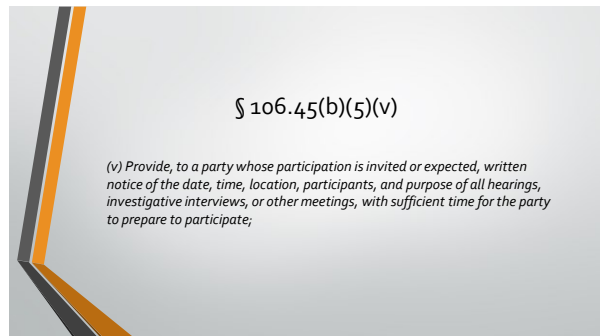 § 106.45(b)(5)(v)
(v) Provide, to a party whose participation is invited or expected, written
notice of the date, time, location, participants, and purpose of all hearings,
investigative interviews, or other meetings, with sufficient time for the party
to prepare to participate;